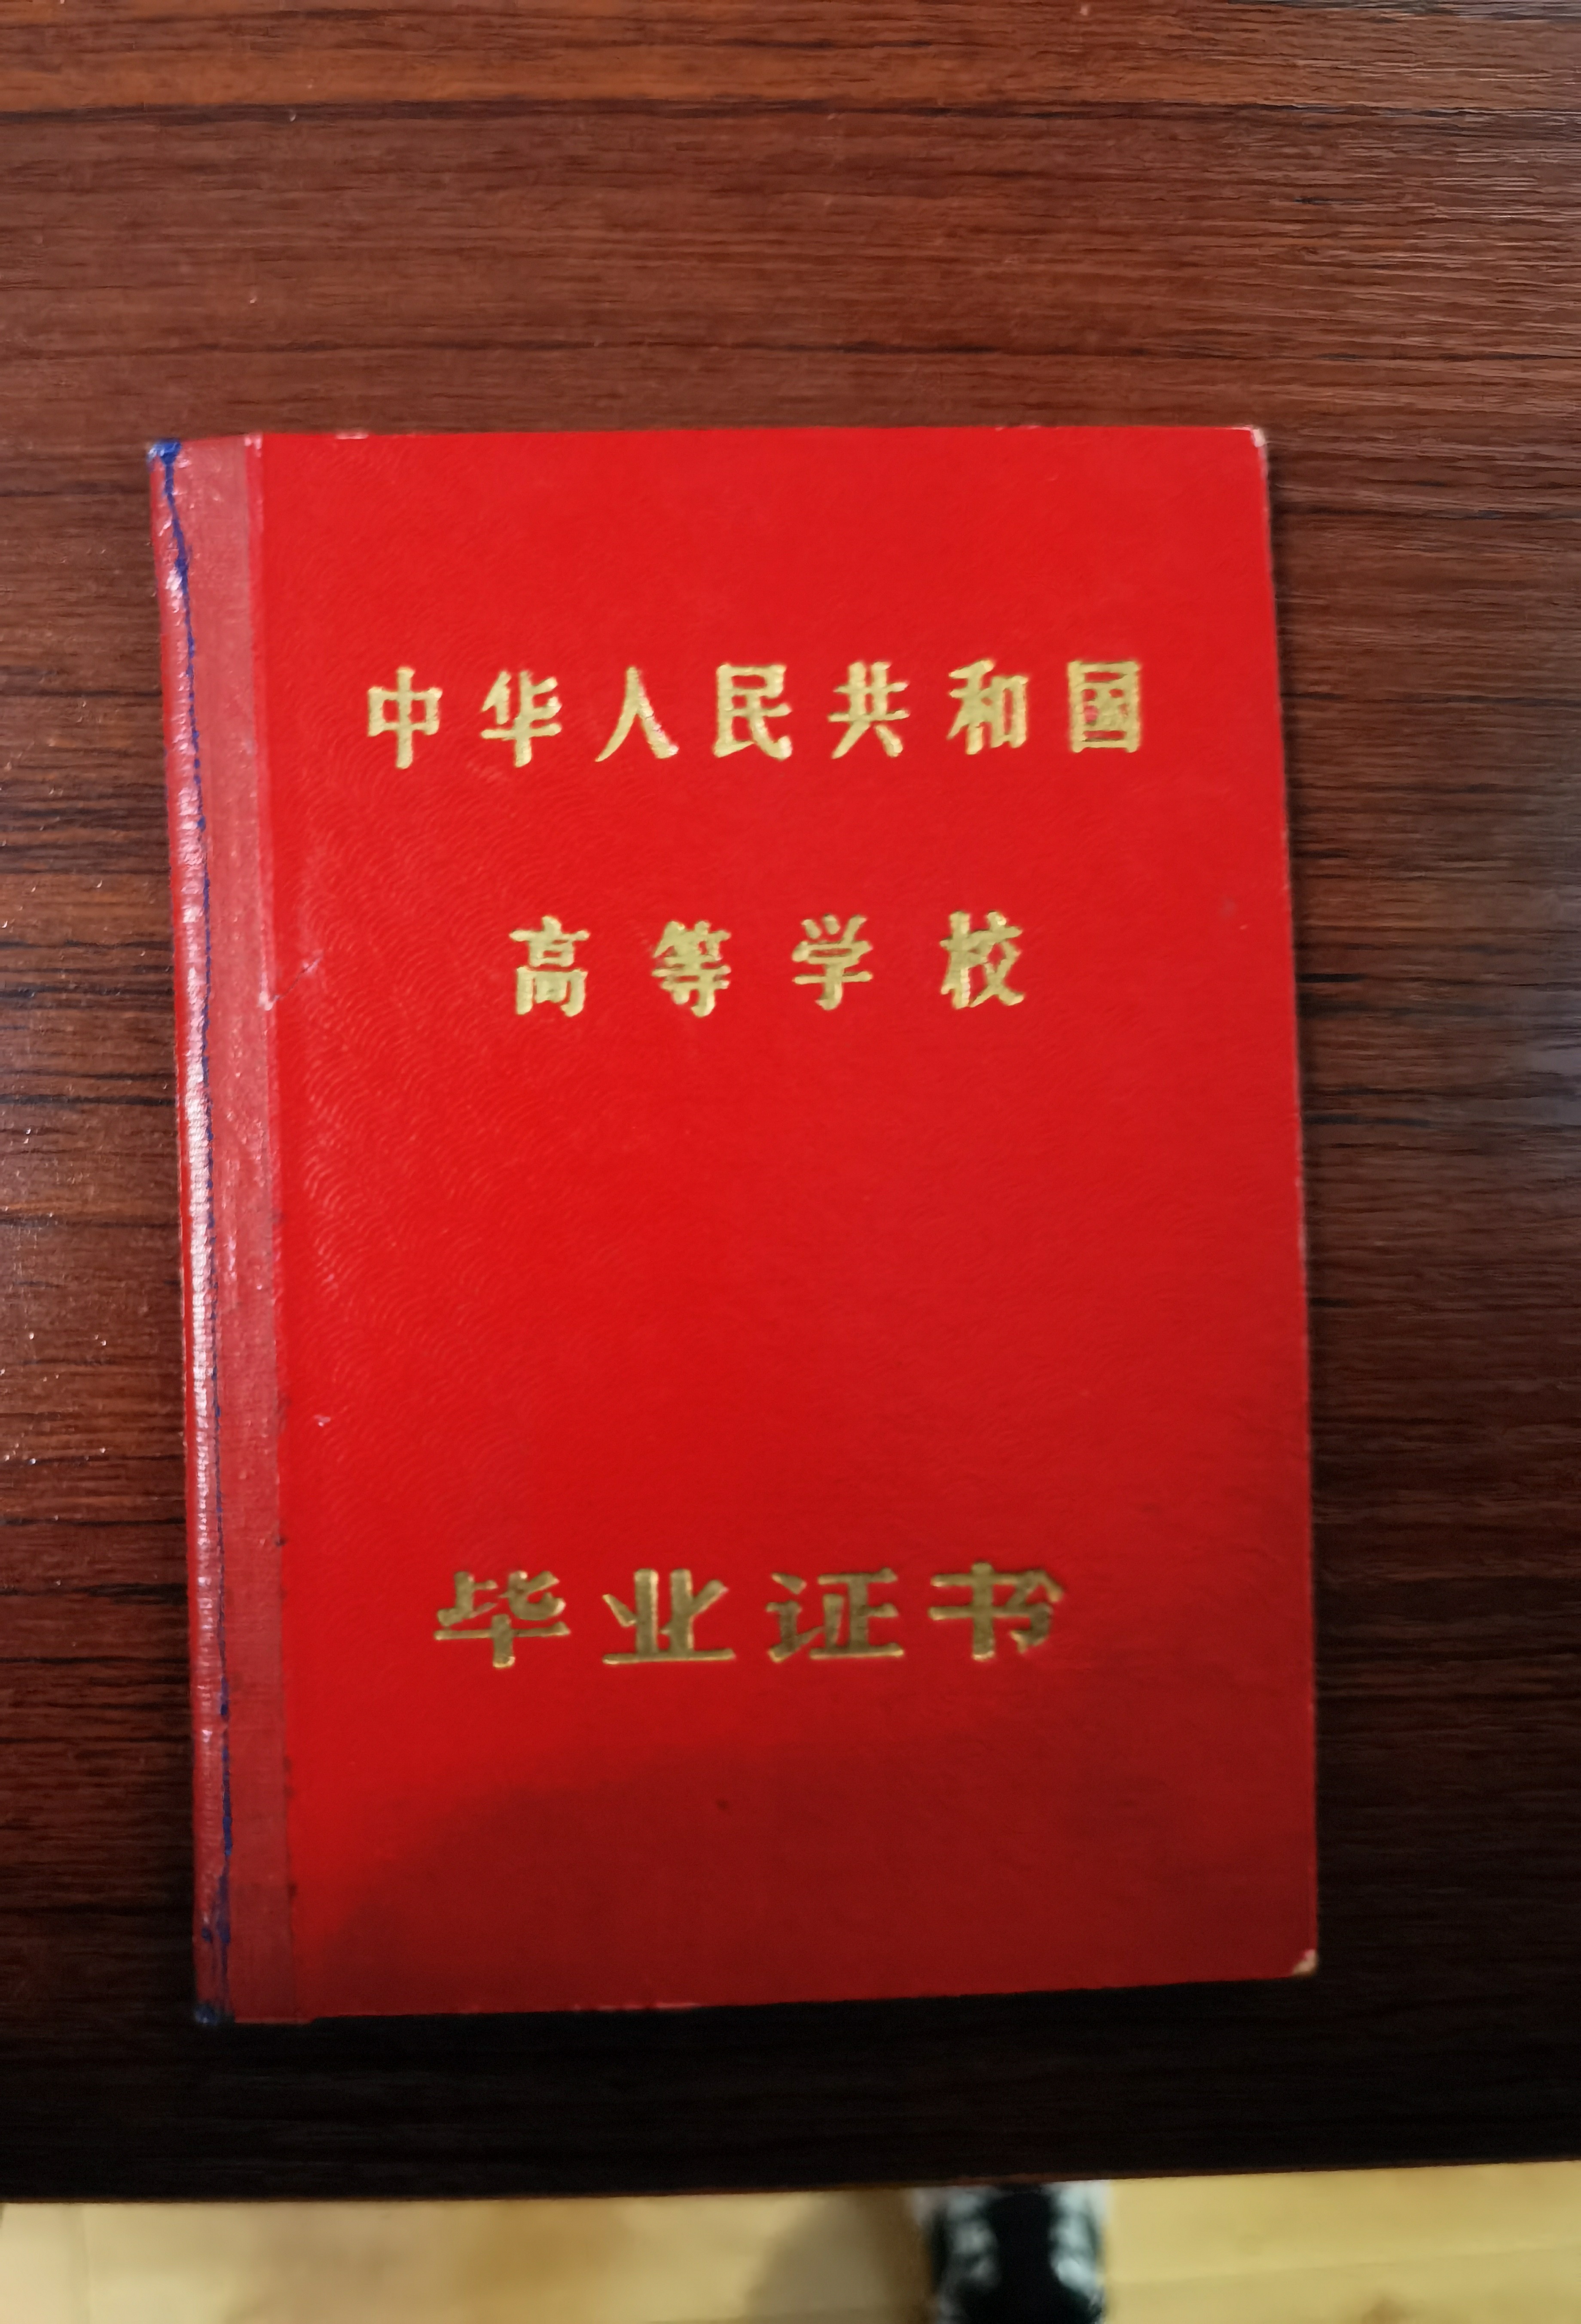 中华人民共和国
高等学校
毕业证书